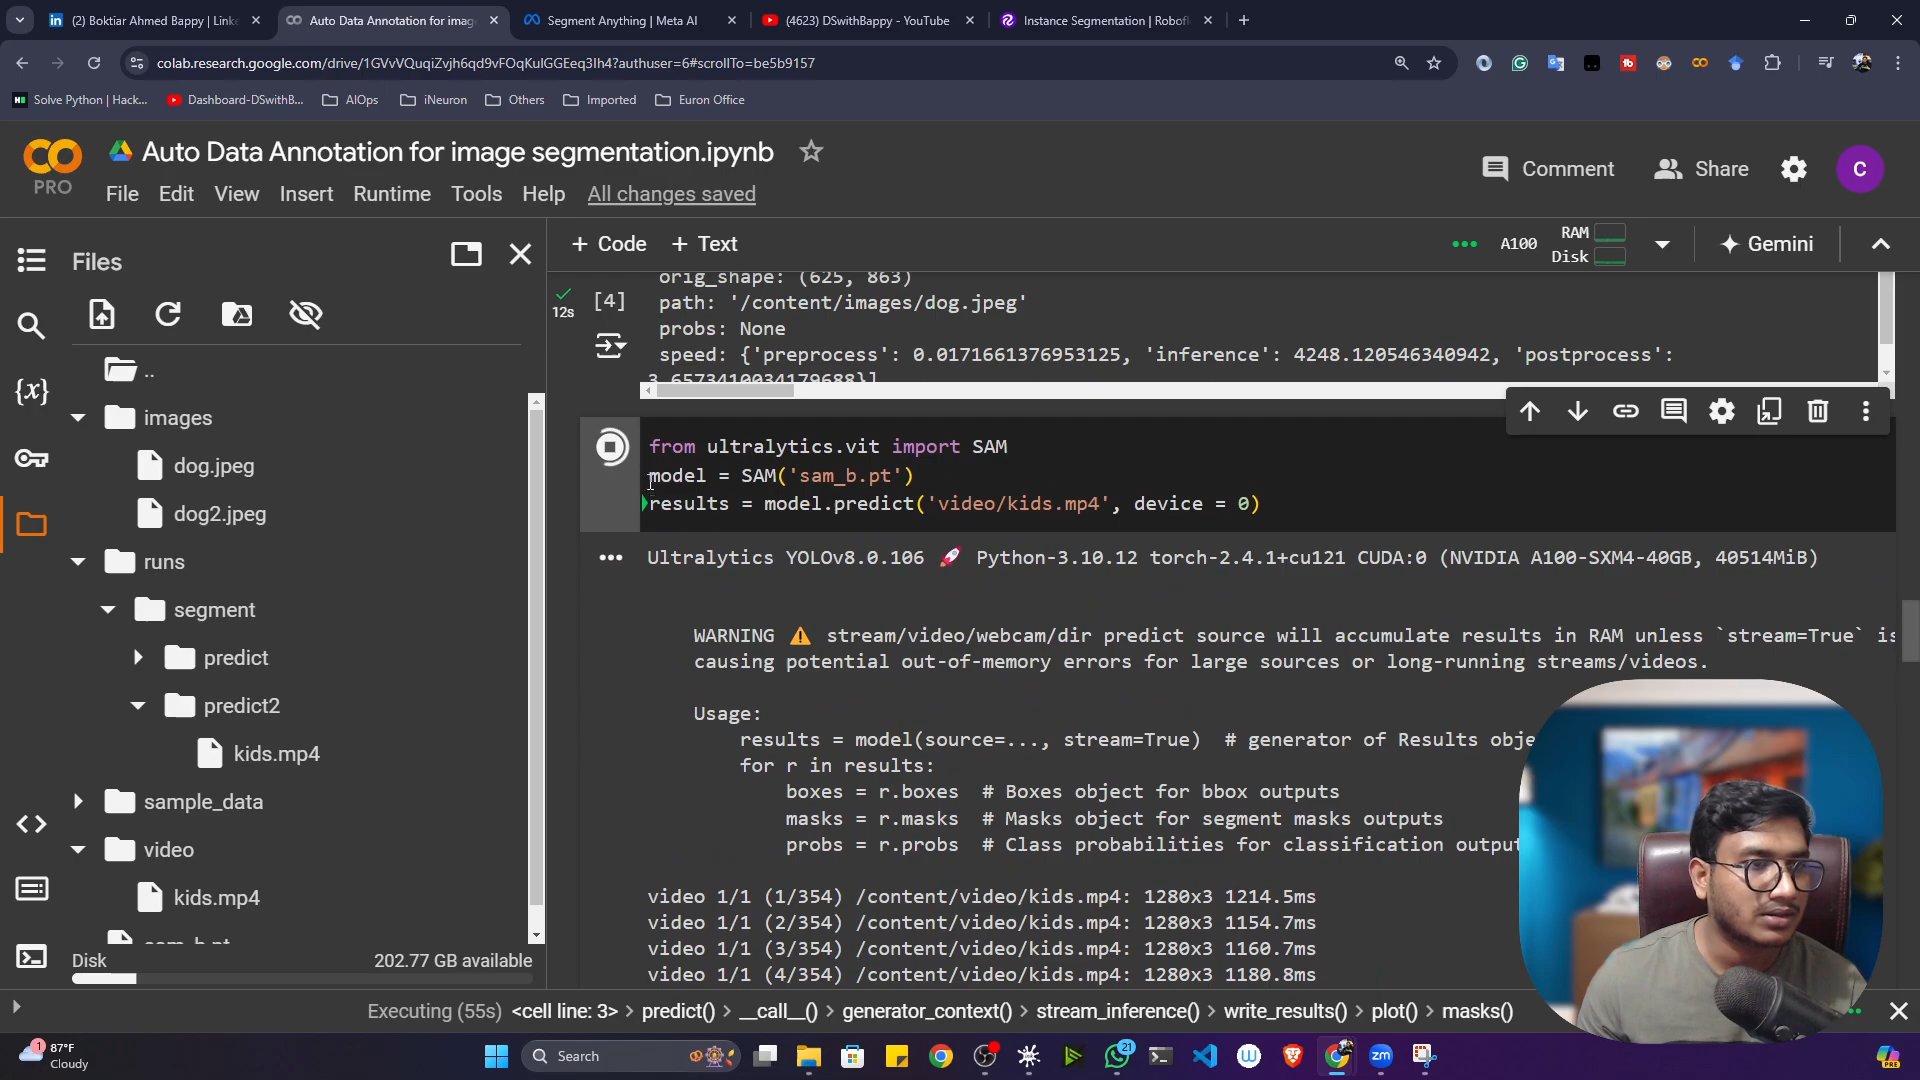 (2) Boktiar Ahmed Bappy | Linke
Auto Data Annotation for image
Segment Anything | Meta AI
(4623) DSwithBappy - YouTube
Instance Segmentation | Robofl
colab.research.google.com/drive/1GVvVQuqiZvjh6qd9vFOqKulGGEeq3Ih4?authuser=6#scrollTo=be5b9157
Solve Python | Hack...
Dashboard-DSwithB...
AIOps
iNeuron
Others
Imported
Euron Office
CO
PRO
Auto Data Annotation for image segmentation.ipynb
Comment
Share
C
File Edit View Insert Runtime Tools Help All changes saved
Files
+ Code + Text
A100
RAM
Disk
Gemini
..
images
dog.jpeg
dog2.jpeg
runs
segment
predict
predict2
kids.mp4
sample_data
video
kids.mp4
sam_b.pt
Disk
202.77 GB available
12s
[4]
orig_shape: (625, 863)
path: '/content/images/dog.jpeg'
probs: None
speed: {'preprocess': 0.0171661376953125, 'inference': 4248.120546340942, 'postprocess':
3.6573410034179688}]
from ultralytics.vit import SAM
model = SAM('sam_b.pt')
results = model.predict('video/kids.mp4', device = 0)
Ultralytics YOLOv8.0.106 🚀 Python-3.10.12 torch-2.4.1+cu121 CUDA:0 (NVIDIA A100-SXM4-40GB, 40514MiB)
WARNING ⚠️ stream/video/webcam/dir predict source will accumulate results in RAM unless `stream=True` is
causing potential out-of-memory errors for large sources or long-running streams/videos.
Usage:
results = model(source=..., stream=True) # generator of Results obje
for r in results:
boxes = r.boxes # Boxes object for bbox outputs
masks = r.masks # Masks object for segment masks outputs
probs = r.probs # Class probabilities for classification output
video 1/1 (1/354) /content/video/kids.mp4: 1280x3 1214.5ms
video 1/1 (2/354) /content/video/kids.mp4: 1280x3 1154.7ms
video 1/1 (3/354) /content/video/kids.mp4: 1280x3 1160.7ms
video 1/1 (4/354) /content/video/kids.mp4: 1280x3 1180.8ms
Executing (55s) <cell line: 3> > predict() > __call__() > generator_context() > stream_inference() > write_results() > plot() > masks()
1
87°F
Cloudy
Search
21
zm